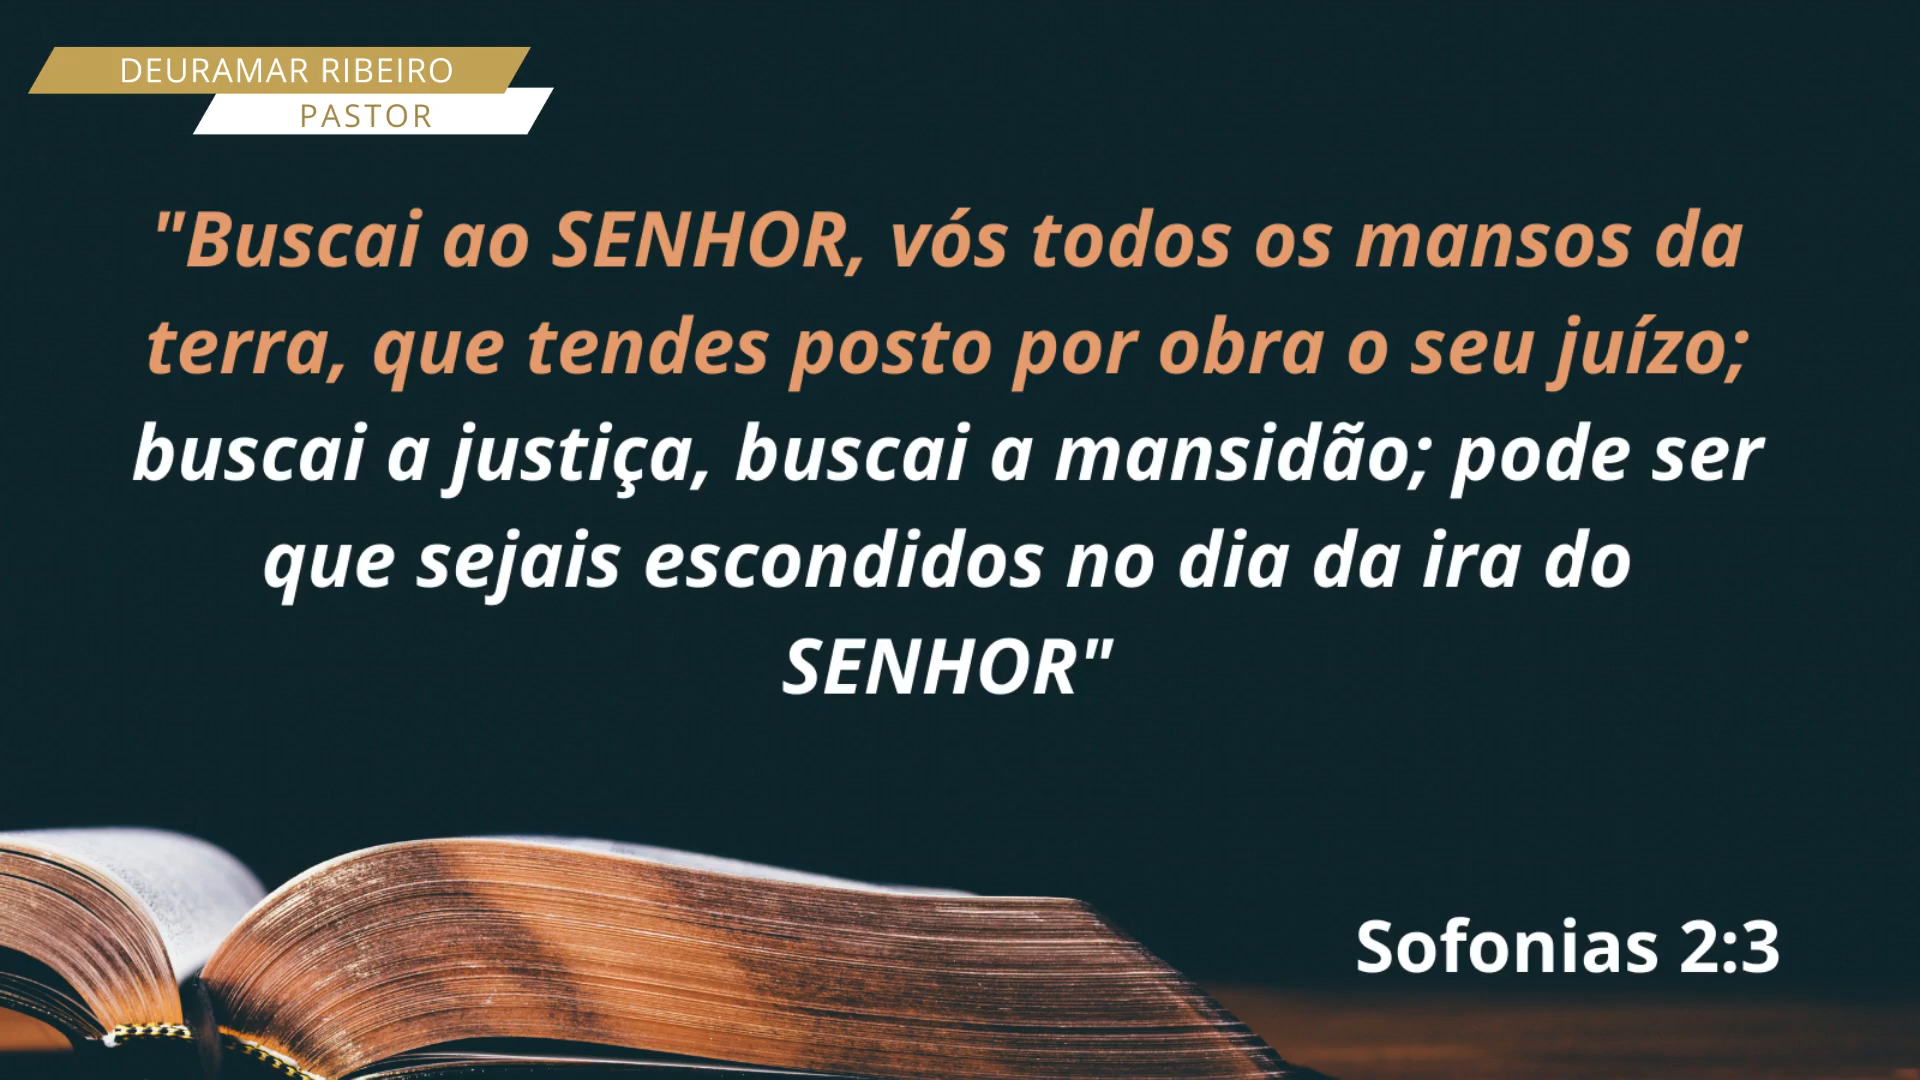 DEURAMAR RIBEIRO
PASTOR
"Buscai ao SENHOR, vós todos os mansos da
terra, que tendes posto por obra o seu juízo;
buscai a justiça, buscai a mansidão; pode ser
que sejais escondidos no dia da ira do
SENHOR"
Sofonias 2:3